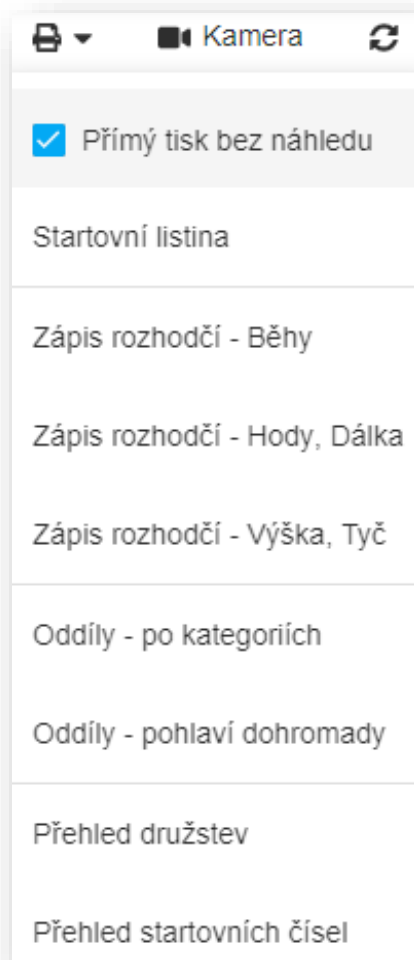 Kamera
Přímý tisk bez náhledu
Startovní listina
Zápis rozhodčí - Běhy
Zápis rozhodčí - Hody, Dálka
Zápis rozhodčí - Výška, Tyč
Oddíly - po kategoriích
Oddíly - pohlaví dohromady
Přehled družstev
Přehled startovních čísel